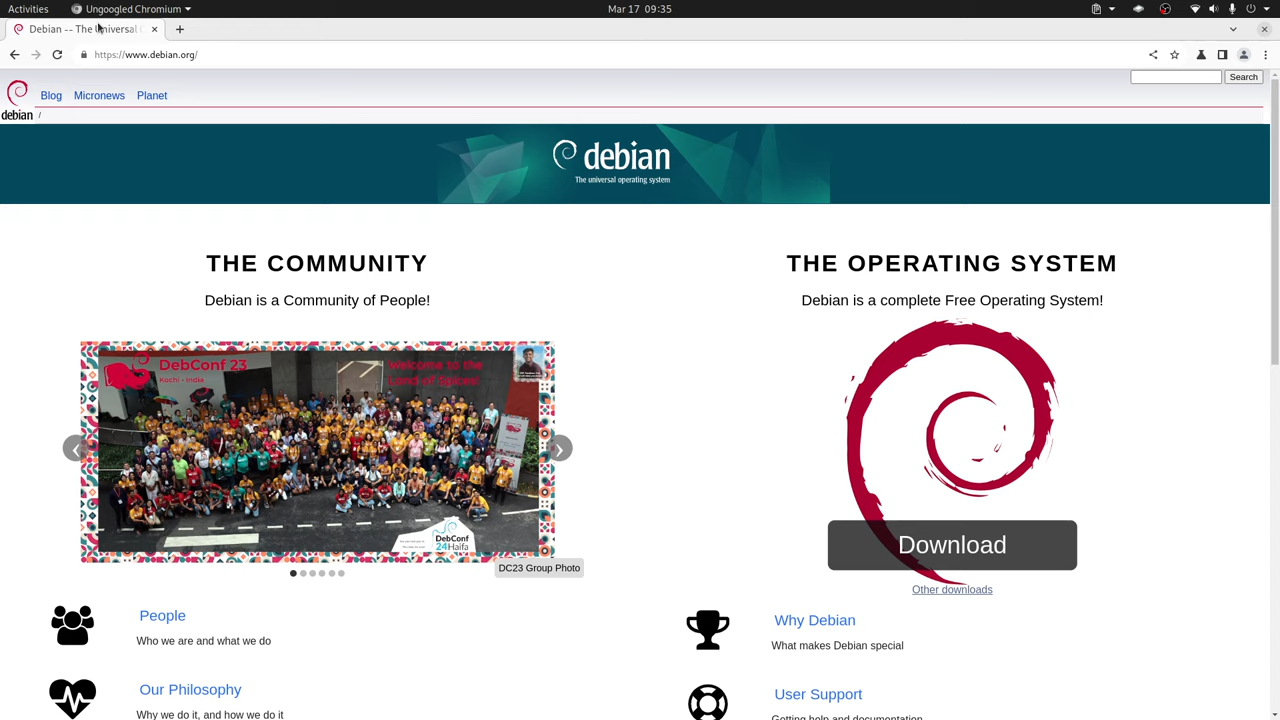 Activities Ungoogled Chromium Mar 17 09:35
Debian -- The Universal
https://www.debian.org/
Search
Blog Micronews Planet
debian /
debian
The universal operating system
THE COMMUNITY
Debian is a Community of People!
DebConf 23
Kochi - India
Welcome to the
Land of Spices!
DebConf
24Haifa
DC23 Group Photo
People
Who we are and what we do
Our Philosophy
Why we do it, and how we do it
THE OPERATING SYSTEM
Debian is a complete Free Operating System!
Download
Other downloads
Why Debian
What makes Debian special
User Support
Getting help and documentation